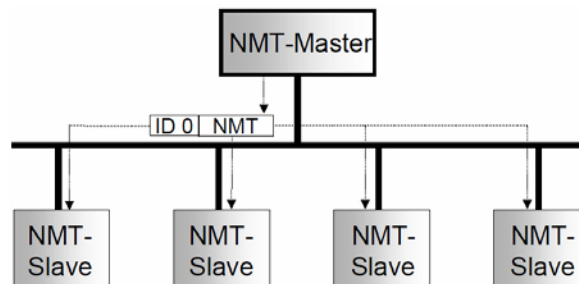 NMT-Master
ID 0 NMT
NMT-
Slave
NMT-
Slave
NMT-
Slave
NMT-
Slave